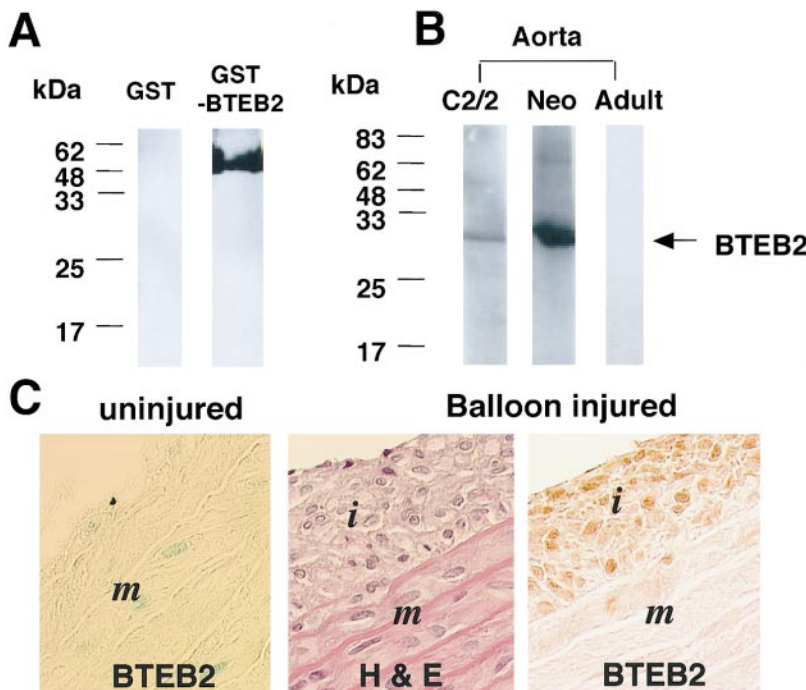 A
kDa
GST
GST
-BTEB2
62
48
33
25
17
B
Aorta
kDa
C2/2 Neo Adult
83
62
48
33
25
17
BTEB2
C
uninjured
Balloon injured
m
BTEB2
i
m
H & E
i
m
BTEB2